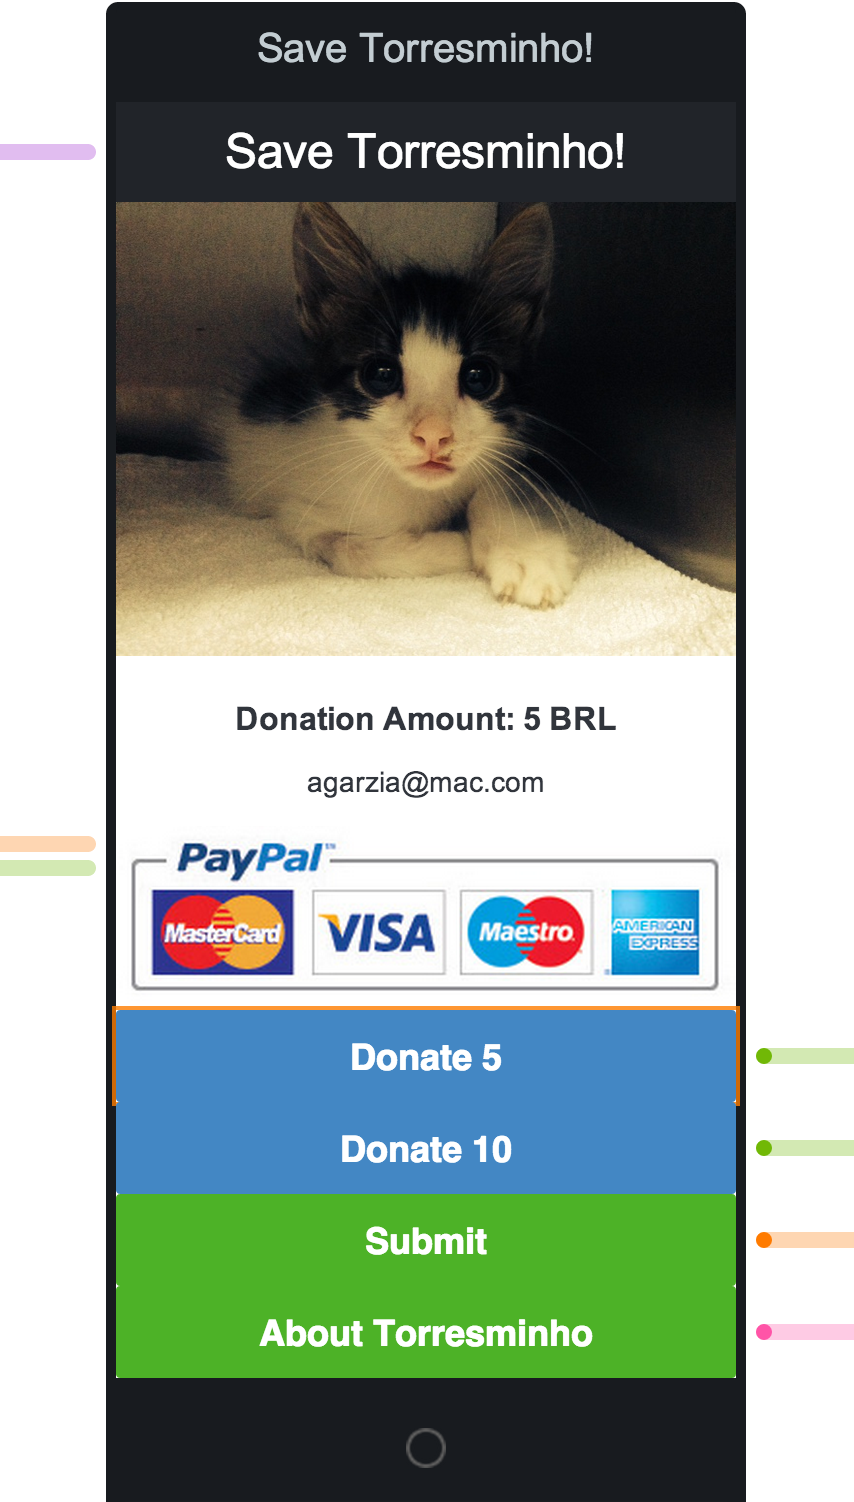 Save Torresminho!
Save Torresminho!
Donation Amount: 5 BRL
agarzia@mac.com
PayPal™
MasterCard VISA Maestro AMERICAN EXPRESS
Donate 5
Donate 10
Submit
About Torresminho